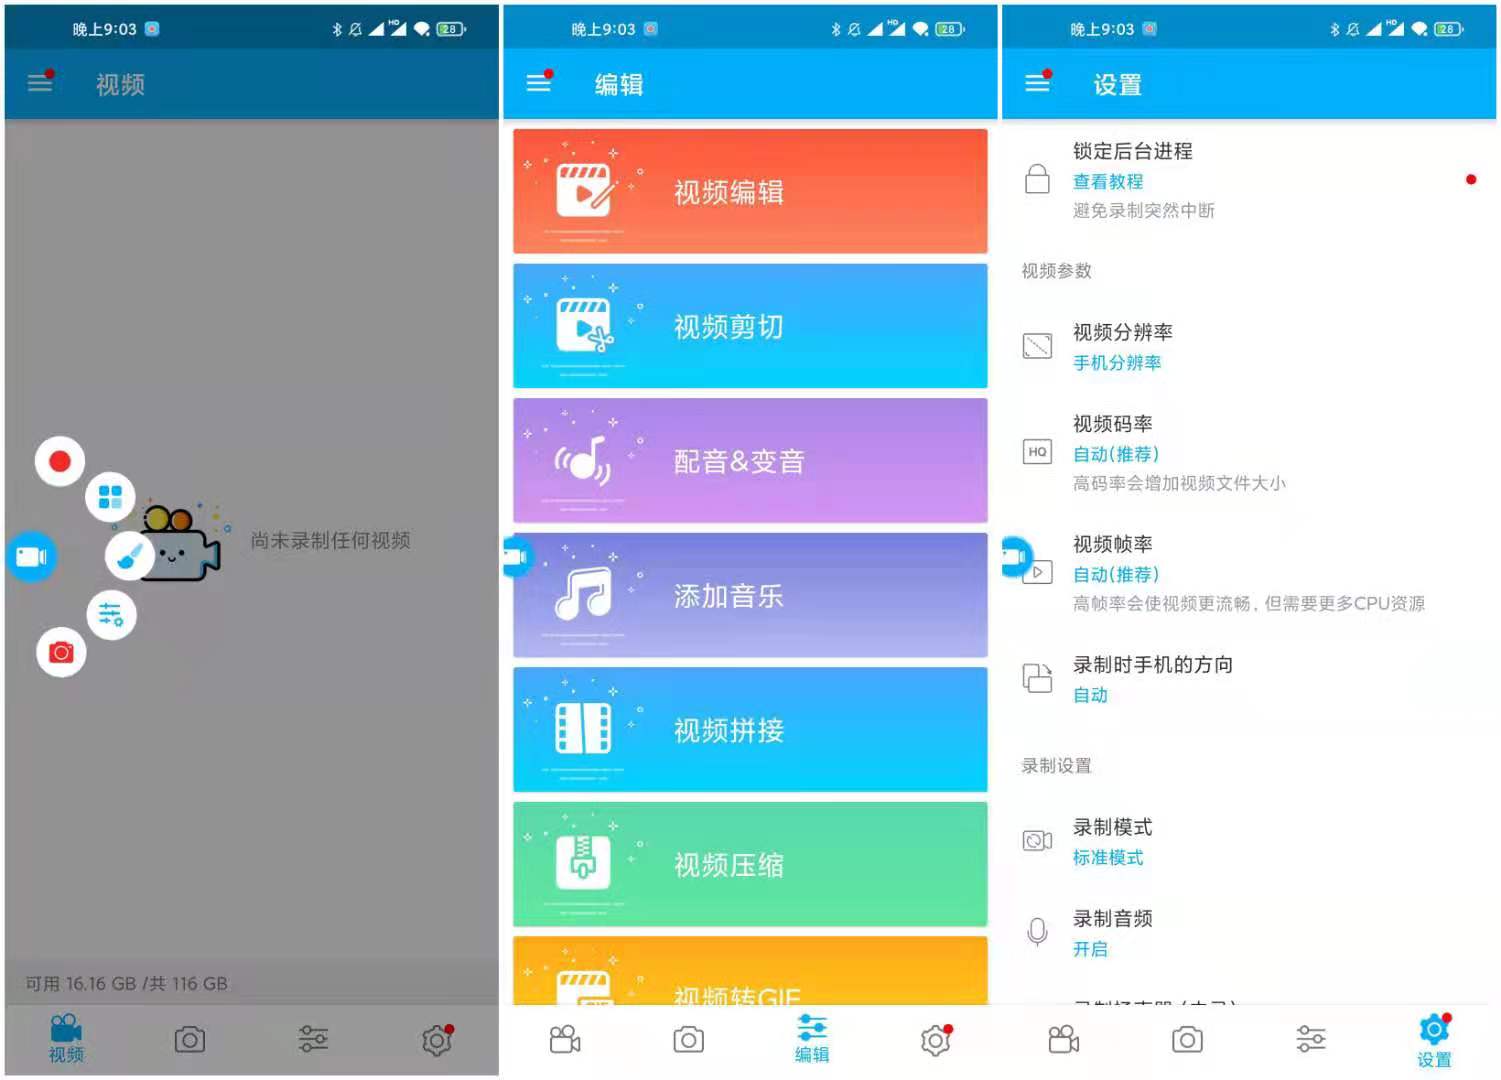 晚上9:03
HD
28
视频
尚未录制任何视频
可用 16.16 GB /共 116 GB
视频
晚上9:03
HD
28
编辑
视频编辑
视频剪切
配音&变音
添加音乐
视频拼接
视频压缩
视频转GIF
编辑
晚上9:03
HD
28
设置
锁定后台进程
查看教程
避免录制突然中断
视频参数
视频分辨率
手机分辨率
HQ
视频码率
自动(推荐)
高码率会增加视频文件大小
视频帧率
自动(推荐)
高帧率会使视频更流畅, 但需要更多CPU资源
录制时手机的方向
自动
录制设置
录制模式
标准模式
录制音频
开启
设置